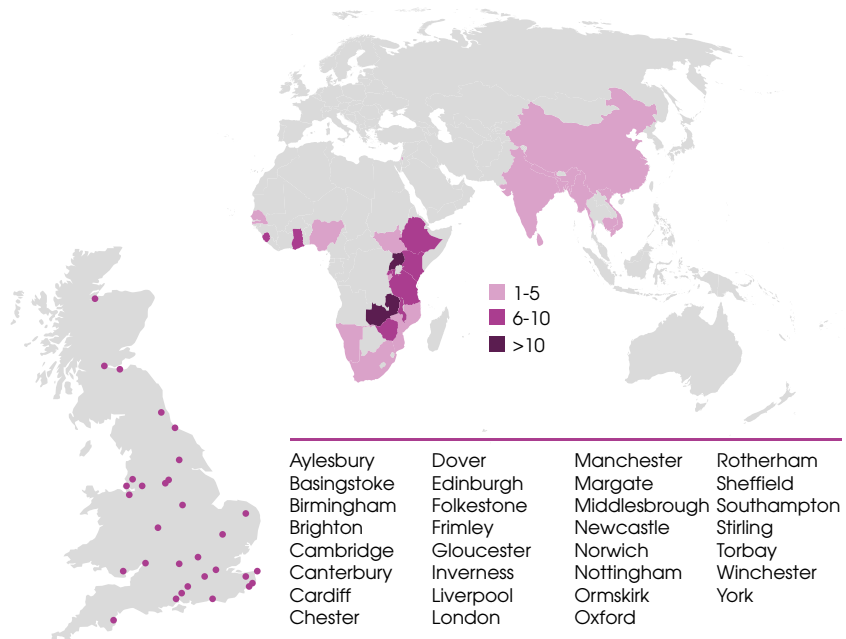 1-5
6-10
>10
Aylesbury
Basingstoke
Birmingham
Brighton
Cambridge
Canterbury
Cardiff
Chester
Dover
Edinburgh
Folkestone
Frimley
Gloucester
Inverness
Liverpool
London
Manchester
Margate
Middlesbrough
Newcastle
Norwich
Nottingham
Ormskirk
Oxford
Rotherham
Sheffield
Southampton
Stirling
Torbay
Winchester
York